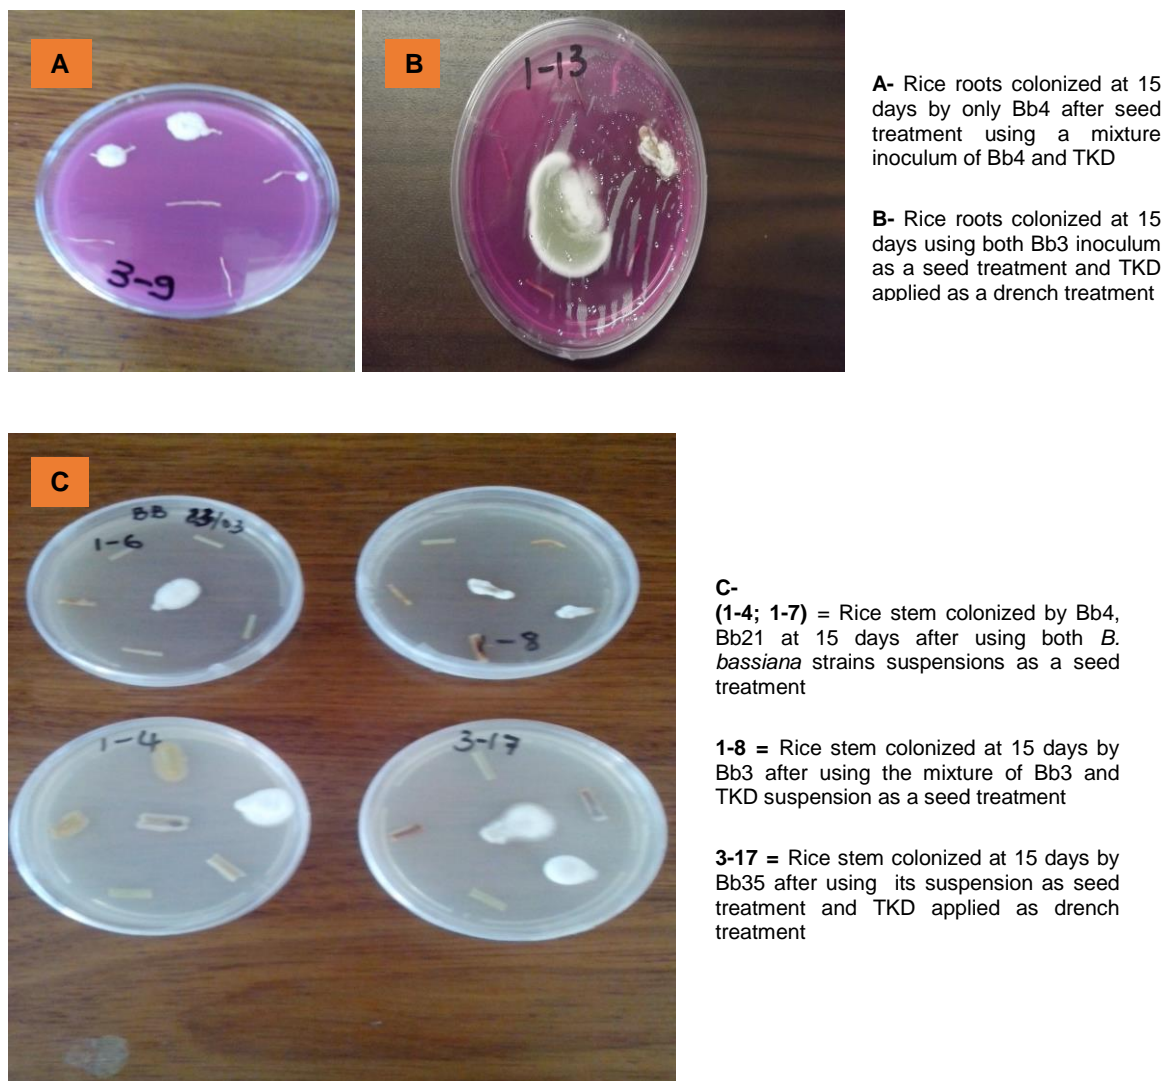 A
B
1-13
3-9
A- Rice roots colonized at 15
days by only Bb4 after seed
treatment using a mixture
inoculum of Bb4 and TKD
B- Rice roots colonized at 15
days using both Bb3 inoculum
as a seed treatment and TKD
applied as a drench treatment
C
BB 23/03
1-6
1-8
1-4
3-17
C-
(1-4; 1-7) = Rice stem colonized by Bb4,
Bb21 at 15 days after using both B.
bassiana strains suspensions as a seed
treatment
1-8 = Rice stem colonized at 15 days by
Bb3 after using the mixture of Bb3 and
TKD suspension as a seed treatment
3-17 = Rice stem colonized at 15 days by
Bb35 after using its suspension as seed
treatment and TKD applied as drench
treatment